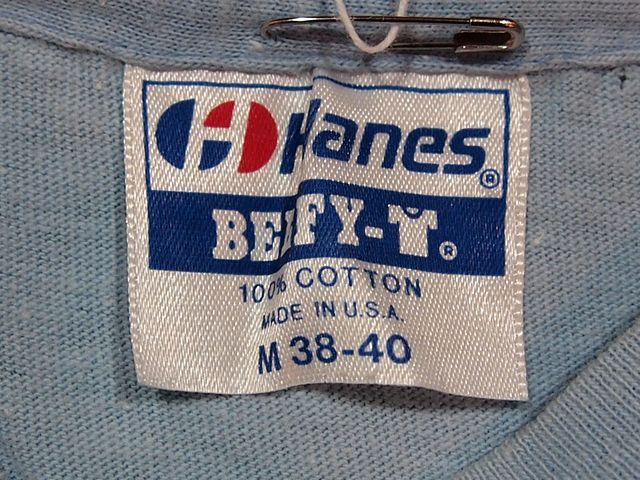 Hanes®
BEEFY-T®
100% COTTON
MADE IN U.S.A.
M 38-40